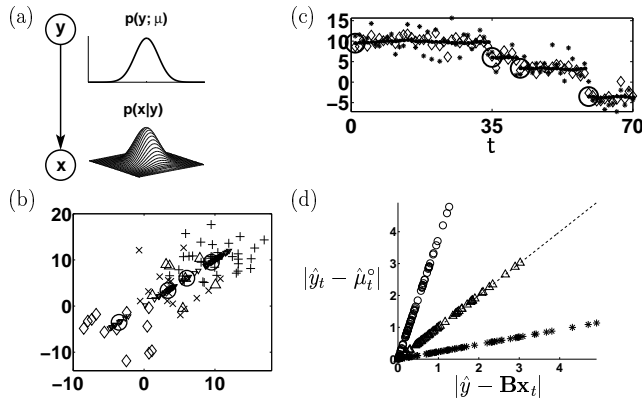 (a)
y
p(y; μ)
p(x|y)
x
(c)
15
10
5
0
−5
0 35 70
t
(b)
20
10
0
−10
−10 0 10
(d)
4
3
2
1
0
0 1 2 3 4
|ŷ_t − μ̂°_t|
|ŷ − Bx_t|